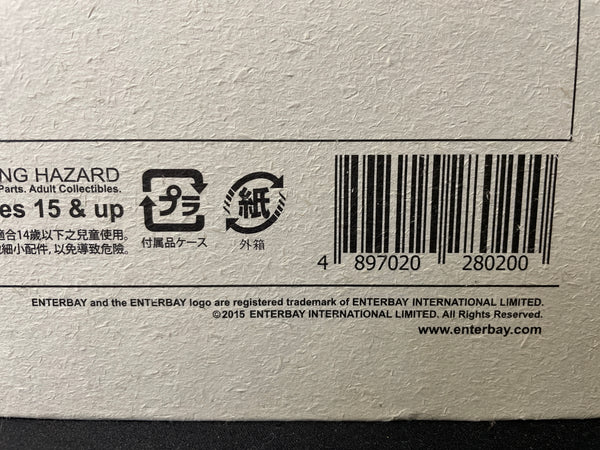 NG HAZARD
Parts. Adult Collectibles.
es 15 & up
適合14歲以下之兒童使用。
細小配件, 以免導致危險。
プラ
付属品ケース
紙
外箱
4 897020 280200
ENTERBAY and the ENTERBAY logo are registered trademark of ENTERBAY INTERNATIONAL LIMITED.
©2015 ENTERBAY INTERNATIONAL LIMITED. All Rights Reserved.
www.enterbay.com